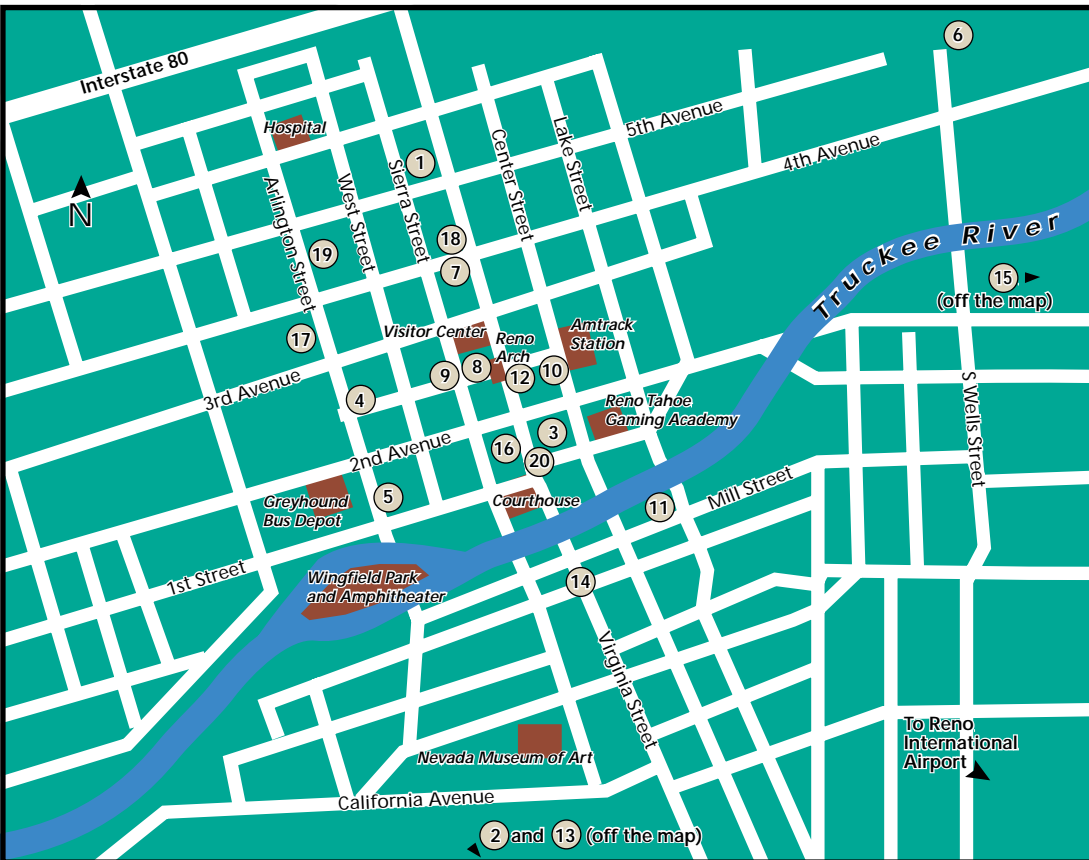 6
Interstate 80
5th Avenue
Lake Street
Hospital
Center Street
4th Avenue
1
Sierra Street
West Street
Arlington Street
N
Truckee River
18
19
7
15
(off the map)
Visitor Center
Reno
Arch
Amtrack
Station
17
3rd Avenue
9
8
12
10
4
S Wells Street
Reno Tahoe
Gaming Academy
2nd Avenue
16
3
20
Greyhound
Bus Depot
5
Courthouse
11
Mill Street
1st Street
Wingfield Park
and Amphitheater
14
Virginia Street
Nevada Museum of Art
To Reno
International
Airport
California Avenue
2 and 13 (off the map)